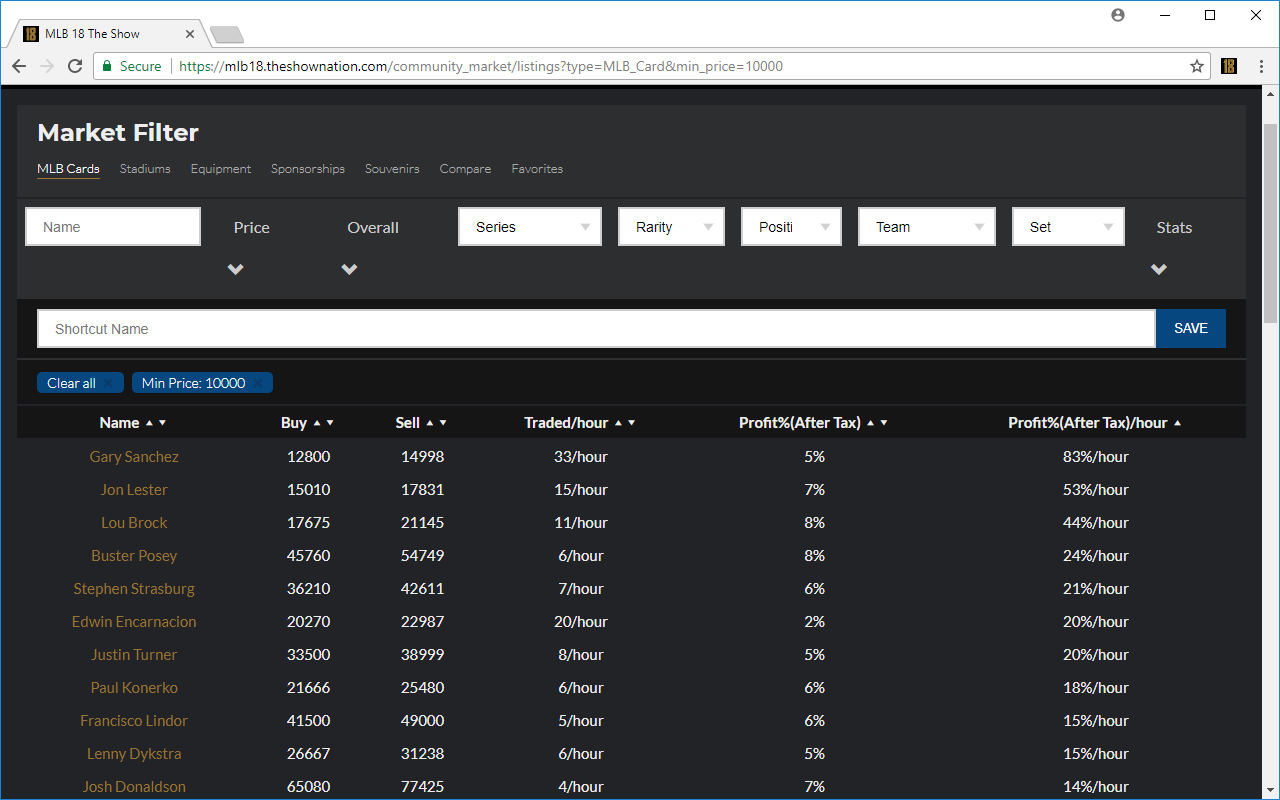 18 MLB 18 The Show
Secure https://mlb18.theshownation.com/community_market/listings?type=MLB_Card&min_price=10000 18
Market Filter
MLB Cards Stadiums Equipment Sponsorships Souvenirs Compare Favorites
Name Price Overall Series Rarity Positi Team Set Stats
Shortcut Name SAVE
Clear all × Min Price: 10000 ×
Name ▲ ▼ Buy ▲ ▼ Sell ▲ ▼ Traded/hour ▲ ▼ Profit%(After Tax) ▲ ▼ Profit%(After Tax)/hour ▲
Gary Sanchez 12800 14998 33/hour 5% 83%/hour
Jon Lester 15010 17831 15/hour 7% 53%/hour
Lou Brock 17675 21145 11/hour 8% 44%/hour
Buster Posey 45760 54749 6/hour 8% 24%/hour
Stephen Strasburg 36210 42611 7/hour 6% 21%/hour
Edwin Encarnacion 20270 22987 20/hour 2% 20%/hour
Justin Turner 33500 38999 8/hour 5% 20%/hour
Paul Konerko 21666 25480 6/hour 6% 18%/hour
Francisco Lindor 41500 49000 5/hour 6% 15%/hour
Lenny Dykstra 26667 31238 6/hour 5% 15%/hour
Josh Donaldson 65080 77425 4/hour 7% 14%/hour